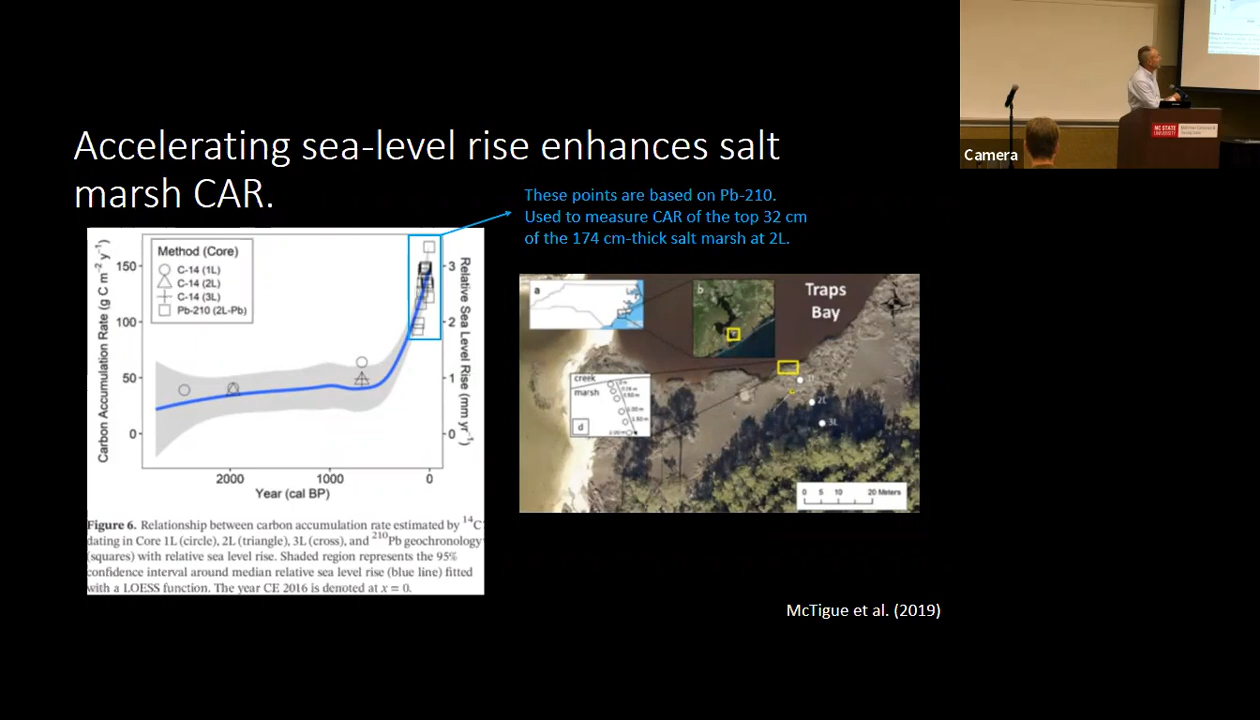 Accelerating sea-level rise enhances salt
marsh CAR.
These points are based on Pb-210.
Used to measure CAR of the top 32 cm
of the 174 cm-thick salt marsh at 2L.
Carbon Accumulation Rate (g C m⁻² y⁻¹)
150
100
50
0
Method (Core)
C-14 (1L)
C-14 (2L)
C-14 (3L)
Pb-210 (2L-Pb)
3
2
1
0
Relative Sea Level Rise (mm yr⁻¹)
2000 1000 0
Year (cal BP)
Figure 6. Relationship between carbon accumulation rate estimated by ¹⁴C
dating in Core 1L (circle), 2L (triangle), 3L (cross), and ²¹⁰Pb geochronology
(squares) with relative sea level rise. Shaded region represents the 95%
confidence interval around median relative sea level rise (blue line) fitted
with a LOESS function. The year CE 2016 is denoted at x = 0.
a
b
Traps
Bay
creek
marsh
d
2L
3L
0 5 10 20 Meters
McTigue et al. (2019)
Camera
NC STATE
UNIVERSITY